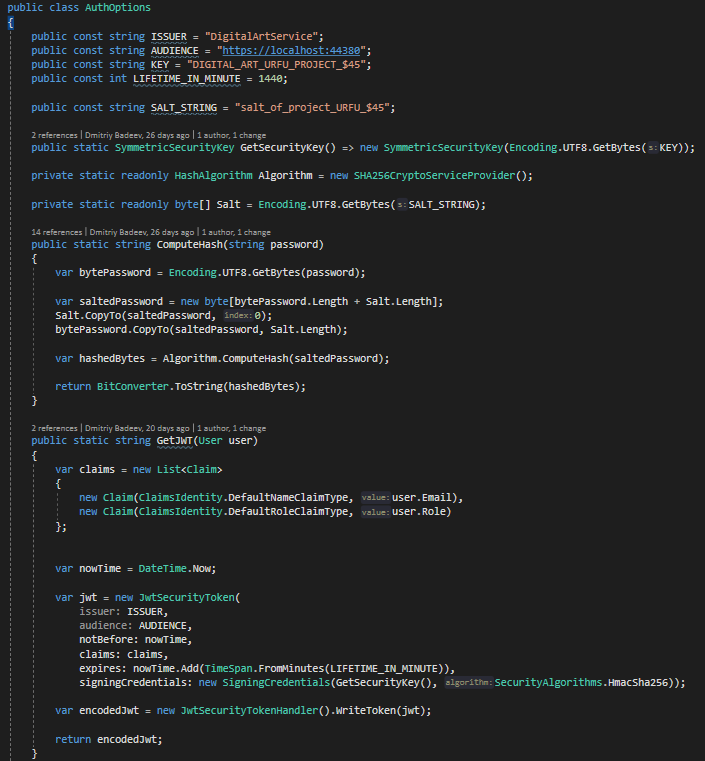 public class AuthOptions
{
public const string ISSUER = "DigitalArtService";
public const string AUDIENCE = "https://localhost:44380";
public const string KEY = "DIGITAL_ART_URFU_PROJECT_$45";
public const int LIFETIME_IN_MINUTE = 1440;
public const string SALT_STRING = "salt_of_project_URFU_$45";
2 references | Dmitriy Badeev, 26 days ago | 1 author, 1 change
public static SymmetricSecurityKey GetSecurityKey() => new SymmetricSecurityKey(Encoding.UTF8.GetBytes(s:KEY));
private static readonly HashAlgorithm Algorithm = new SHA256CryptoServiceProvider();
private static readonly byte[] Salt = Encoding.UTF8.GetBytes(s:SALT_STRING);
14 references | Dmitriy Badeev, 26 days ago | 1 author, 1 change
public static string ComputeHash(string password)
{
var bytePassword = Encoding.UTF8.GetBytes(password);
var saltedPassword = new byte[bytePassword.Length + Salt.Length];
Salt.CopyTo(saltedPassword, index:0);
bytePassword.CopyTo(saltedPassword, Salt.Length);
var hashedBytes = Algorithm.ComputeHash(saltedPassword);
return BitConverter.ToString(hashedBytes);
}
2 references | Dmitriy Badeev, 20 days ago | 1 author, 1 change
public static string GetJWT(User user)
{
var claims = new List<Claim>
{
new Claim(ClaimsIdentity.DefaultNameClaimType, value:user.Email),
new Claim(ClaimsIdentity.DefaultRoleClaimType, value:user.Role)
};
var nowTime = DateTime.Now;
var jwt = new JwtSecurityToken(
issuer: ISSUER,
audience: AUDIENCE,
notBefore: nowTime,
claims: claims,
expires: nowTime.Add(TimeSpan.FromMinutes(LIFETIME_IN_MINUTE)),
signingCredentials: new SigningCredentials(GetSecurityKey(), algorithm:SecurityAlgorithms.HmacSha256));
var encodedJwt = new JwtSecurityTokenHandler().WriteToken(jwt);
return encodedJwt;
}